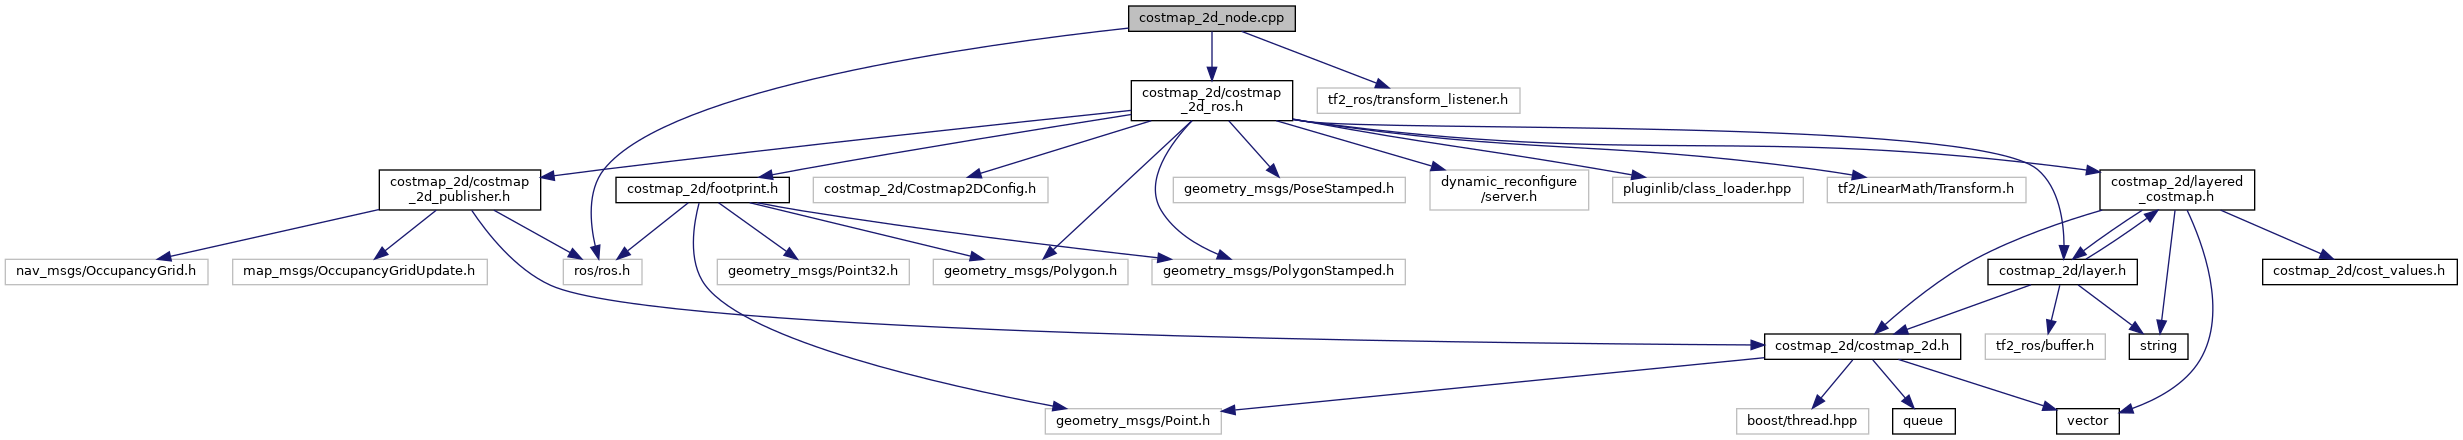 costmap_2d_node.cpp
costmap_2d/costmap
_2d_ros.h
tf2_ros/transform_listener.h
costmap_2d/costmap
_2d_publisher.h
costmap_2d/footprint.h
costmap_2d/Costmap2DConfig.h
geometry_msgs/PoseStamped.h
dynamic_reconfigure
/server.h
pluginlib/class_loader.hpp
tf2/LinearMath/Transform.h
costmap_2d/layered
_costmap.h
nav_msgs/OccupancyGrid.h
map_msgs/OccupancyGridUpdate.h
ros/ros.h
geometry_msgs/Point32.h
geometry_msgs/Polygon.h
geometry_msgs/PolygonStamped.h
costmap_2d/layer.h
costmap_2d/cost_values.h
costmap_2d/costmap_2d.h
tf2_ros/buffer.h
string
geometry_msgs/Point.h
boost/thread.hpp
queue
vector